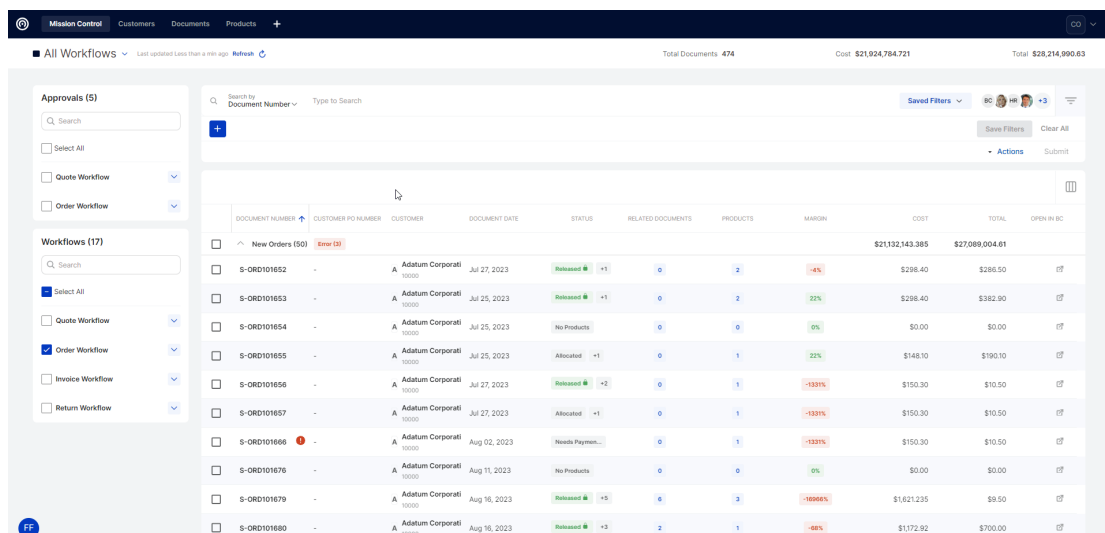 Mission Control Customers Documents Products + CO
All Workflows Last updated Less than a min ago Refresh Total Documents 474 Cost $21,924,784.721 Total $28,214,990.63
Approvals (5)
Search
Select All
Quote Workflow
Order Workflow
Workflows (17)
Search
Select All
Quote Workflow
Order Workflow
Invoice Workflow
Return Workflow
FF
Search by
Document Number Type to Search Saved Filters BC HR +3
+
Save Filters Clear All
Actions Submit
DOCUMENT NUMBER CUSTOMER PO NUMBER CUSTOMER DOCUMENT DATE STATUS RELATED DOCUMENTS PRODUCTS MARGIN COST TOTAL OPEN IN BC
New Orders (50) Error (3) $21,132,143.385 $27,089,004.61
S-ORD101652 - A Adatum Corporati Jul 27, 2023 Released +1 0 2 -4% $298.40 $286.50
10000
S-ORD101653 - A Adatum Corporati Jul 25, 2023 Released +1 0 2 22% $298.40 $382.90
10000
S-ORD101654 - A Adatum Corporati Jul 25, 2023 No Products 0 0 0% $0.00 $0.00
10000
S-ORD101655 - A Adatum Corporati Jul 25, 2023 Allocated +1 0 1 22% $148.10 $190.10
10000
S-ORD101656 - A Adatum Corporati Jul 27, 2023 Released +2 0 1 -1331% $150.30 $10.50
10000
S-ORD101657 - A Adatum Corporati Jul 27, 2023 Allocated +1 0 1 -1331% $150.30 $10.50
10000
S-ORD101666 ! - A Adatum Corporati Aug 02, 2023 Needs Paymen... 0 1 -1331% $150.30 $10.50
10000
S-ORD101676 - A Adatum Corporati Aug 11, 2023 No Products 0 0 0% $0.00 $0.00
10000
S-ORD101679 - A Adatum Corporati Aug 16, 2023 Released +5 6 3 -16966% $1,621.235 $9.50
10000
S-ORD101680 - A Adatum Corporati Aug 16, 2023 Released +3 2 1 -68% $1,172.92 $700.00